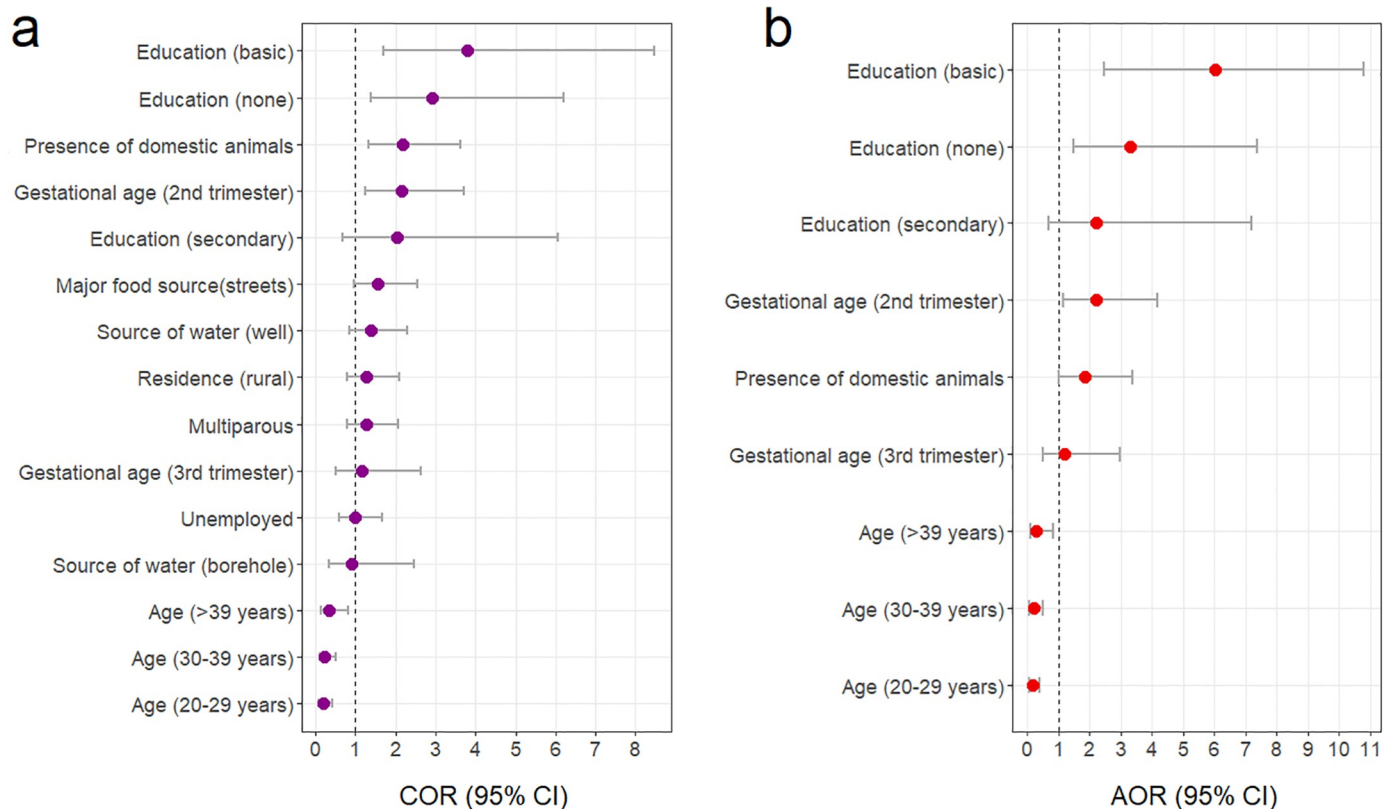 a
Education (basic)
Education (none)
Presence of domestic animals
Gestational age (2nd trimester)
Education (secondary)
Major food source(streets)
Source of water (well)
Residence (rural)
Multiparous
Gestational age (3rd trimester)
Unemployed
Source of water (borehole)
Age (>39 years)
Age (30-39 years)
Age (20-29 years)
0 1 2 3 4 5 6 7 8
COR (95% CI)
b
Education (basic)
Education (none)
Education (secondary)
Gestational age (2nd trimester)
Presence of domestic animals
Gestational age (3rd trimester)
Age (>39 years)
Age (30-39 years)
Age (20-29 years)
0 1 2 3 4 5 6 7 8 9 10 11
AOR (95% CI)